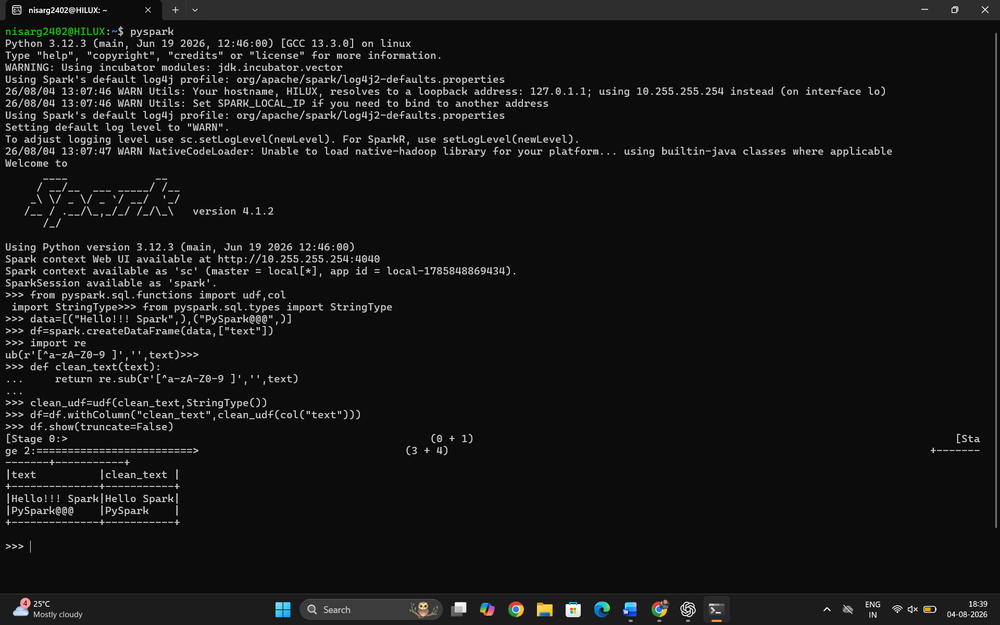 nisarg2402@HILUX: ~
nisarg2402@HILUX:~$ pyspark
Python 3.12.3 (main, Jun 19 2026, 12:46:00) [GCC 13.3.0] on linux
Type "help", "copyright", "credits" or "license" for more information.
WARNING: Using incubator modules: jdk.incubator.vector
Using Spark's default log4j profile: org/apache/spark/log4j2-defaults.properties
26/08/04 13:07:46 WARN Utils: Your hostname, HILUX, resolves to a loopback address: 127.0.1.1; using 10.255.255.254 instead (on interface lo)
26/08/04 13:07:46 WARN Utils: Set SPARK_LOCAL_IP if you need to bind to another address
Using Spark's default log4j profile: org/apache/spark/log4j2-defaults.properties
Setting default log level to "WARN".
To adjust logging level use sc.setLogLevel(newLevel). For SparkR, use setLogLevel(newLevel).
26/08/04 13:07:47 WARN NativeCodeLoader: Unable to load native-hadoop library for your platform... using builtin-java classes where applicable
Welcome to
      ____              __
     / __/__  ___ _____/ /__
    _\ \/ _ \/ _ `/ __/  '_/
   /__ / .__/\_,_/_/ /_/\_\   version 4.1.2
      /_/
Using Python version 3.12.3 (main, Jun 19 2026 12:46:00)
Spark context Web UI available at http://10.255.255.254:4040
Spark context available as 'sc' (master = local[*], app id = local-1785848869434).
SparkSession available as 'spark'.
>>> from pyspark.sql.functions import udf,col
 import StringType>>> from pyspark.sql.types import StringType
>>> data=[("Hello!!! Spark",),("PySpark@@@",)]
>>> df=spark.createDataFrame(data,["text"])
>>> import re
ub(r'[^a-zA-Z0-9 ]','',text)>>>
>>> def clean_text(text):
...     return re.sub(r'[^a-zA-Z0-9 ]','',text)
...
>>> clean_udf=udf(clean_text,StringType())
>>> df=df.withColumn("clean_text",clean_udf(col("text")))
>>> df.show(truncate=False)
[Stage 0:> (0 + 1) [Sta
ge 2:=========================> (3 + 4) +-------
-------+-----------+
|text          |clean_text |
+--------------+-----------+
|Hello!!! Spark|Hello Spark|
|PySpark@@@    |PySpark    |
+--------------+-----------+
>>>
4
25°C
Mostly cloudy
Search
ENG
IN
18:39
04-08-2026